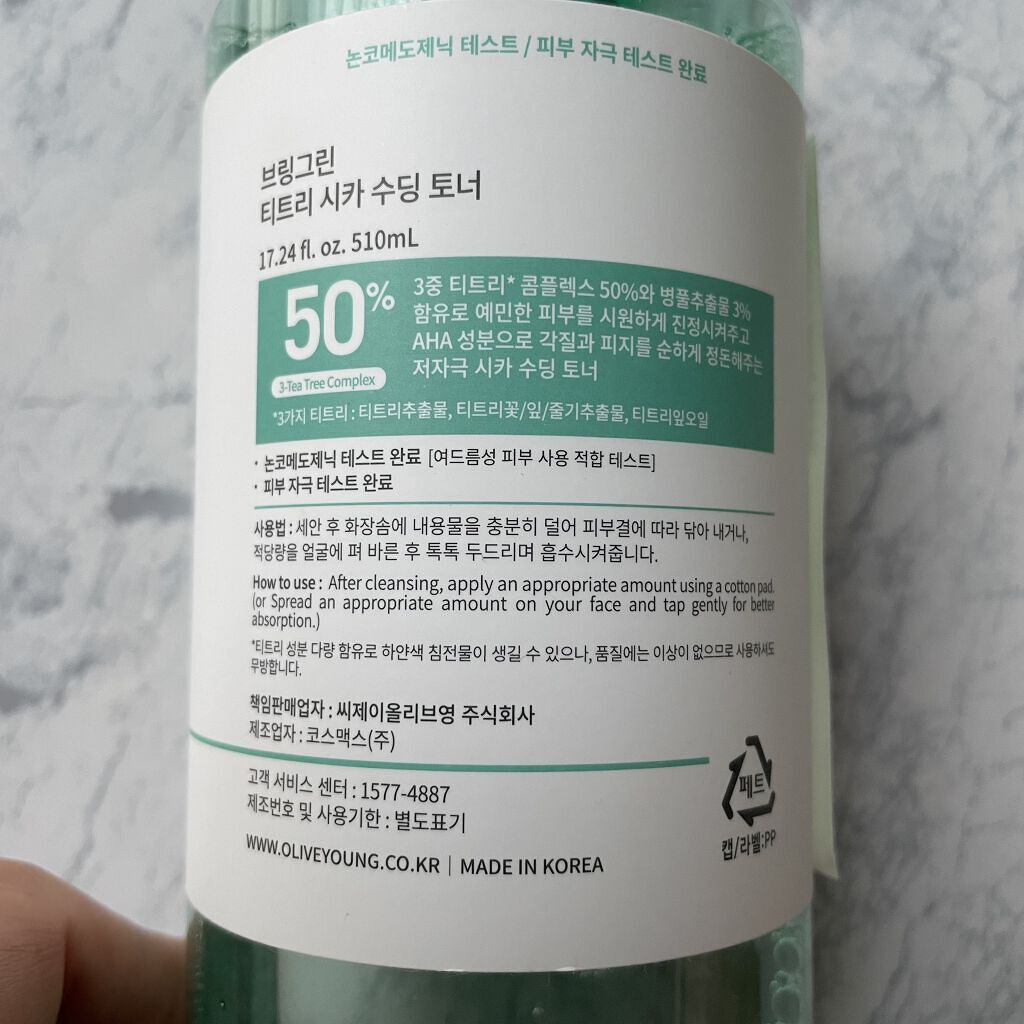 논코메도제닉 테스트 / 피부 자극 테스트 완료
브링그린
티트리 시카 수딩 토너
17.24 fl. oz. 510mL
50%
3-Tea Tree Complex
3중 티트리* 콤플렉스 50%와 병풀추출물 3%
함유로 예민한 피부를 시원하게 진정시켜주고
AHA 성분으로 각질과 피지를 순하게 정돈해주는
저자극 시카 수딩 토너
*3가지 티트리 : 티트리추출물, 티트리꽃/잎/줄기추출물, 티트리잎오일
· 논코메도제닉 테스트 완료 [여드름성 피부 사용 적합 테스트]
· 피부 자극 테스트 완료
사용법 : 세안 후 화장솜에 내용물을 충분히 덜어 피부결에 따라 닦아 내거나,
적당량을 얼굴에 펴 바른 후 톡톡 두드리며 흡수시켜줍니다.
How to use : After cleansing, apply an appropriate amount using a cotton pad.
(or Spread an appropriate amount on your face and tap gently for better
absorption.)
*티트리 성분 다량 함유로 하얀색 침전물이 생길 수 있으나, 품질에는 이상이 없으므로 사용하셔도
무방합니다.
책임판매업자 : 씨제이올리브영 주식회사
제조업자 : 코스맥스(주)
고객 서비스 센터 : 1577-4887
제조번호 및 사용기한 : 별도표기
WWW.OLIVEYOUNG.CO.KR | MADE IN KOREA
페트
캡/라벨:PP